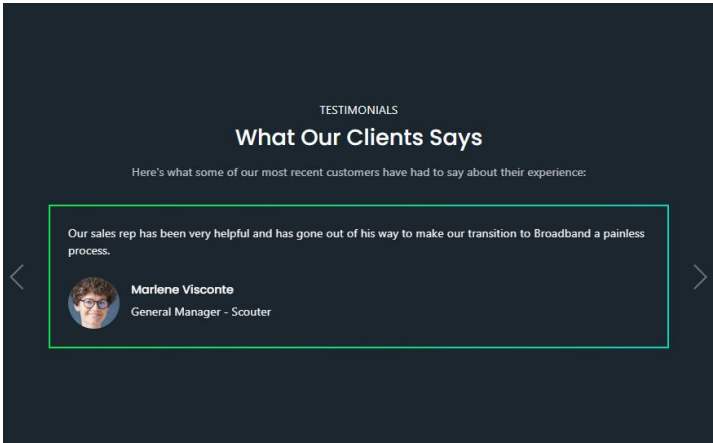 TESTIMONIALS
What Our Clients Says
Here's what some of our most recent customers have had to say about their experience:
Our sales rep has been very helpful and has gone out of his way to make our transition to Broadband a painless
process.
Marlene Visconte
General Manager - Scouter